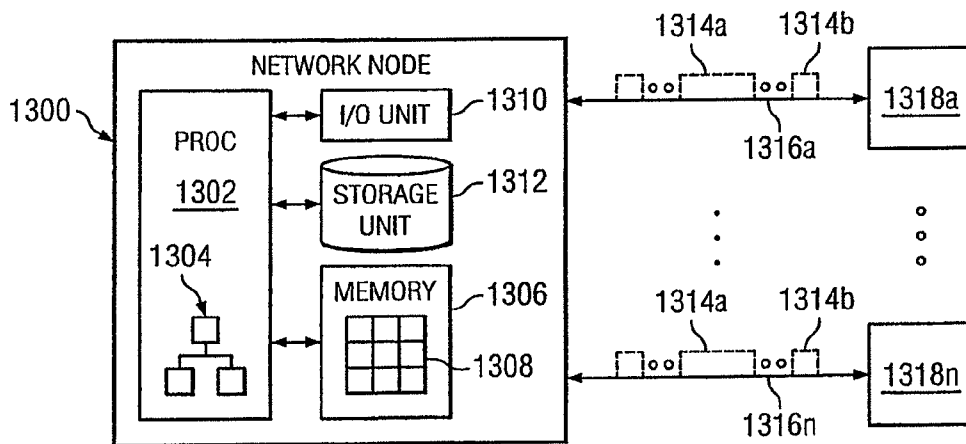 NETWORK NODE
1300
PROC
1302
1304
I/O UNIT
1310
STORAGE
UNIT
1312
MEMORY
1306
1308
1314a
1314b
1316a
1318a
1314a
1314b
1316n
1318n